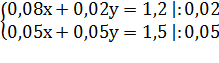 0,08x + 0,02y = 1,2 |:0,02
0,05x + 0,05y = 1,5 |:0,05